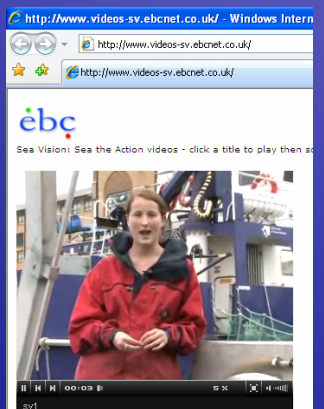 http://www.videos-sv.ebcnet.co.uk/ - Windows Intern
http://www.videos-sv.ebcnet.co.uk/
http://www.videos-sv.ebcnet.co.uk/
ebc
Sea Vision: Sea the Action videos - click a title to play then sc
00:03
5 %
sv1